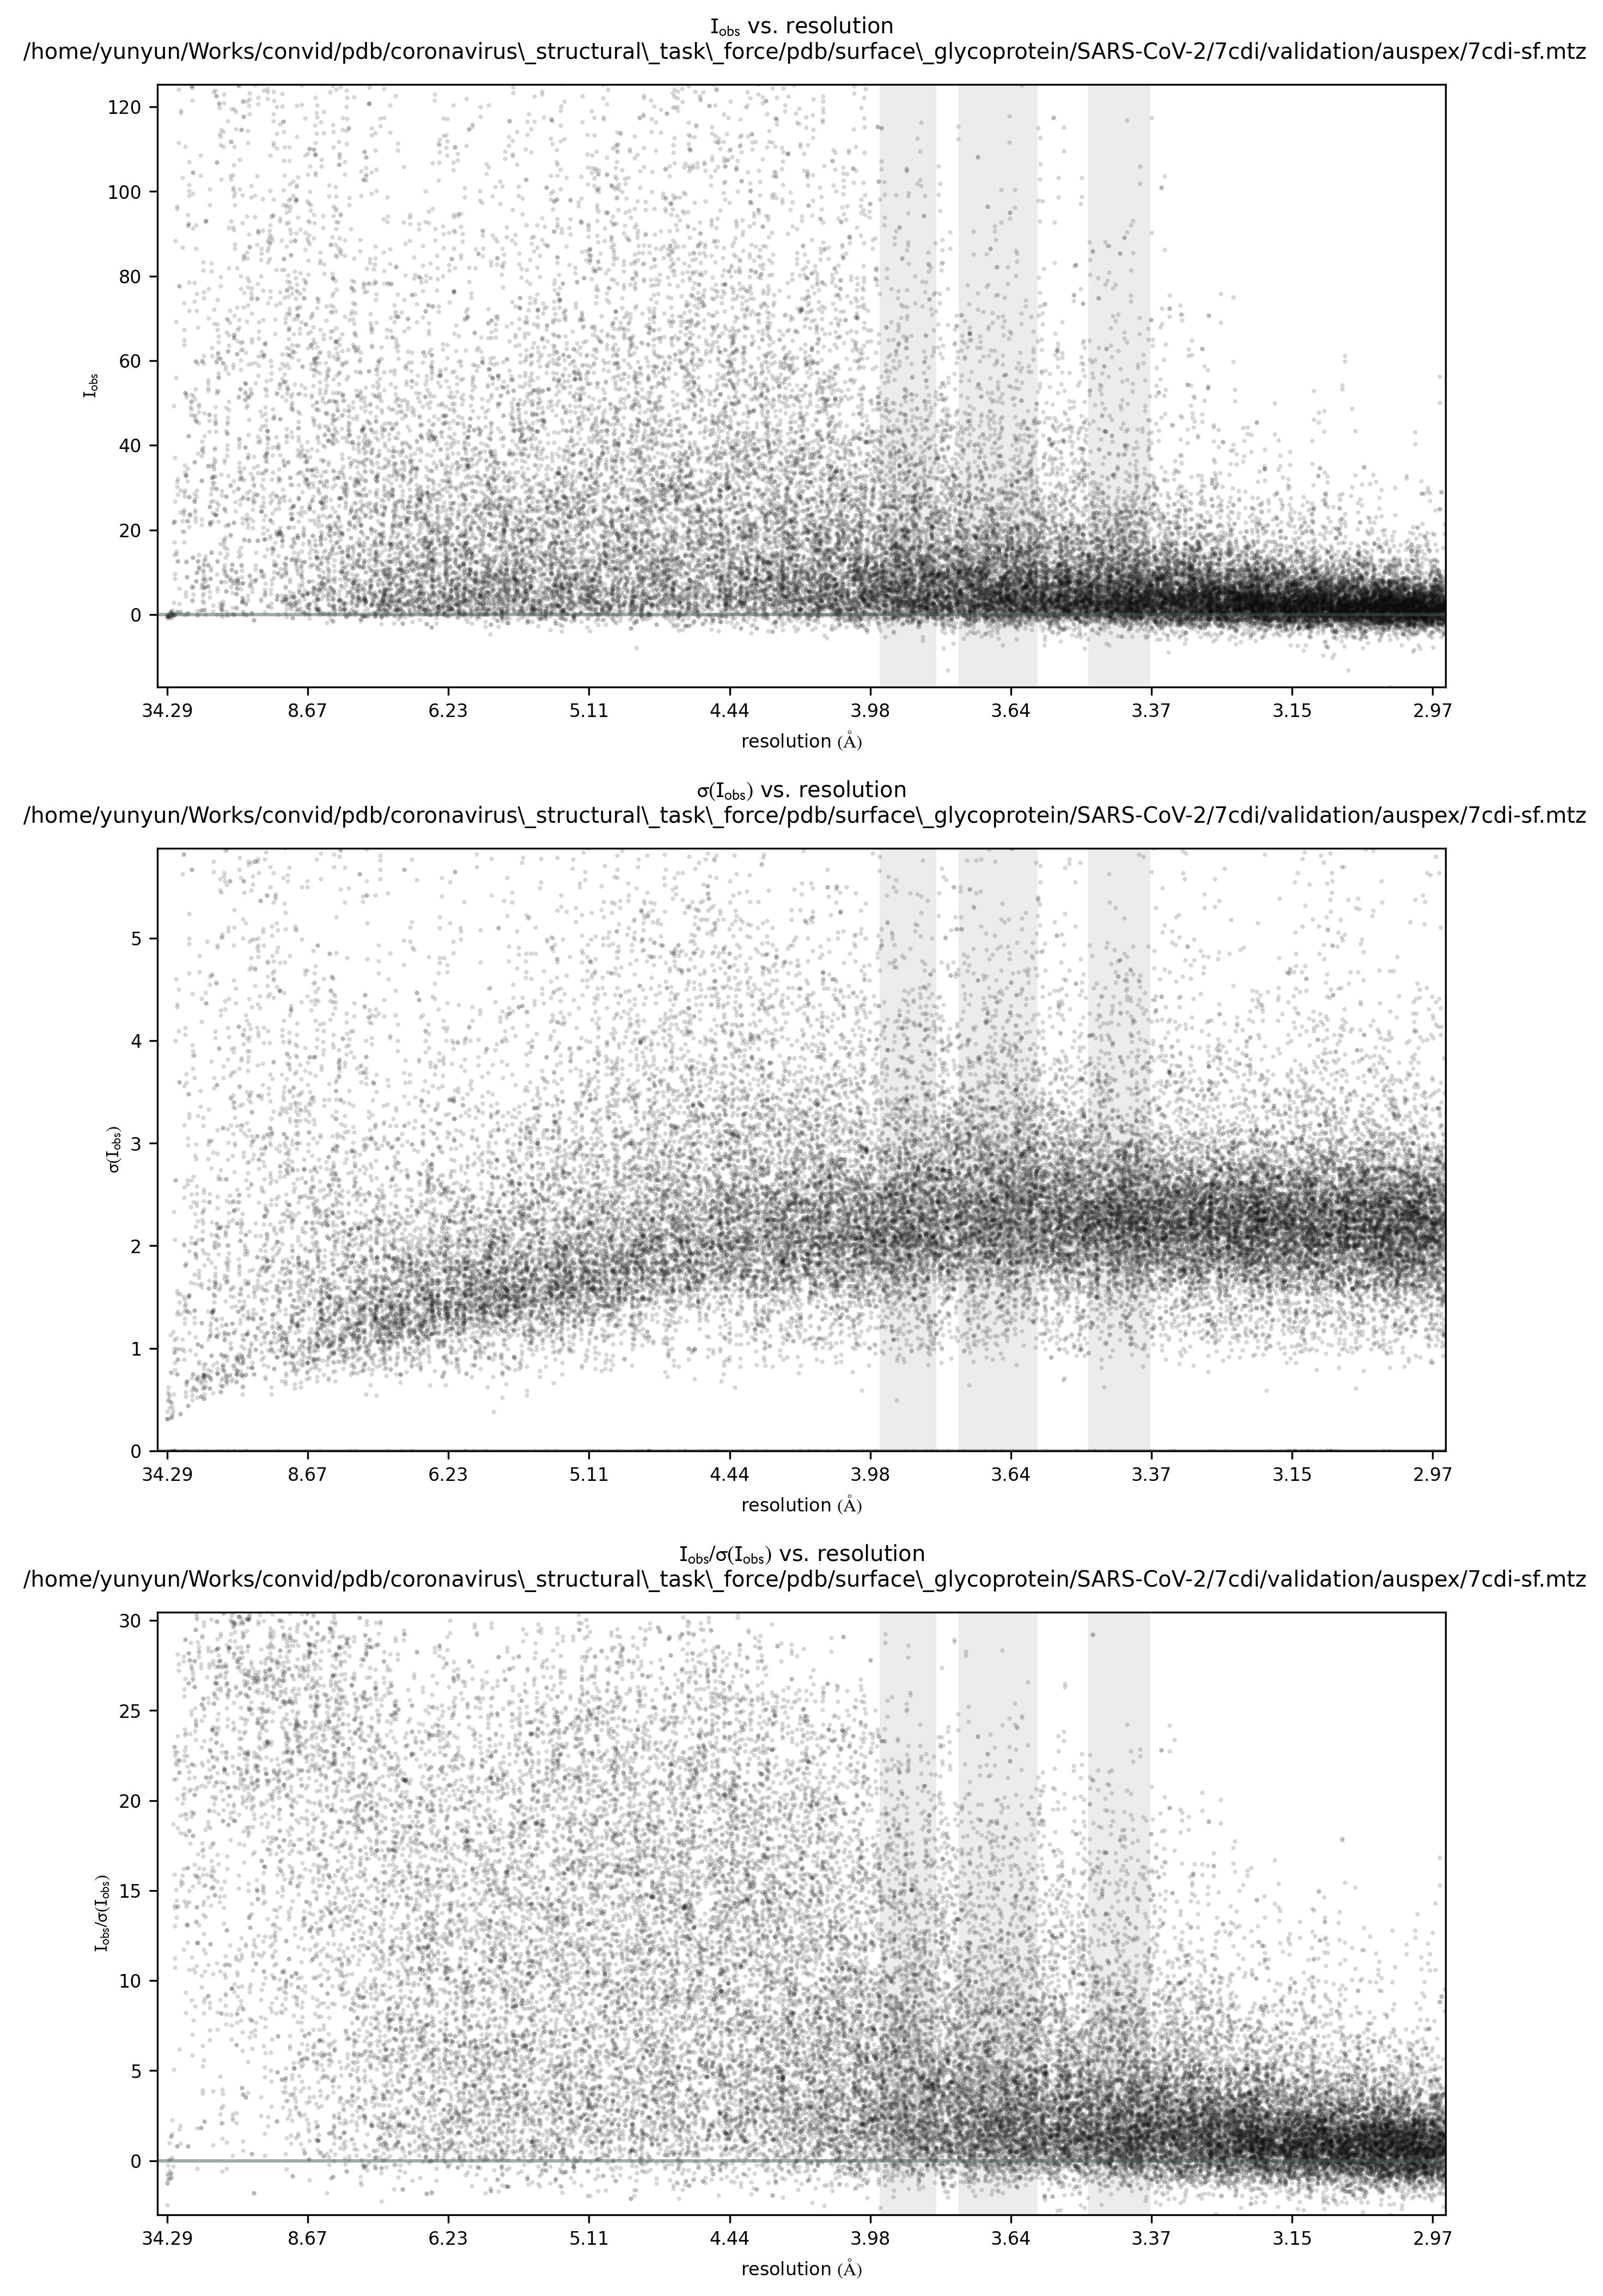 I_obs vs. resolution
/home/yunyun/Works/convid/pdb/coronavirus\_structural\_task\_force/pdb/surface\_glycoprotein/SARS-CoV-2/7cdi/validation/auspex/7cdi-sf.mtz
120
100
80
60
40
20
0
I_obs
34.29 8.67 6.23 5.11 4.44 3.98 3.64 3.37 3.15 2.97
resolution (Å)
σ(I_obs) vs. resolution
/home/yunyun/Works/convid/pdb/coronavirus\_structural\_task\_force/pdb/surface\_glycoprotein/SARS-CoV-2/7cdi/validation/auspex/7cdi-sf.mtz
5
4
3
2
1
0
σ(I_obs)
34.29 8.67 6.23 5.11 4.44 3.98 3.64 3.37 3.15 2.97
resolution (Å)
I_obs/σ(I_obs) vs. resolution
/home/yunyun/Works/convid/pdb/coronavirus\_structural\_task\_force/pdb/surface\_glycoprotein/SARS-CoV-2/7cdi/validation/auspex/7cdi-sf.mtz
30
25
20
15
10
5
0
I_obs/σ(I_obs)
34.29 8.67 6.23 5.11 4.44 3.98 3.64 3.37 3.15 2.97
resolution (Å)